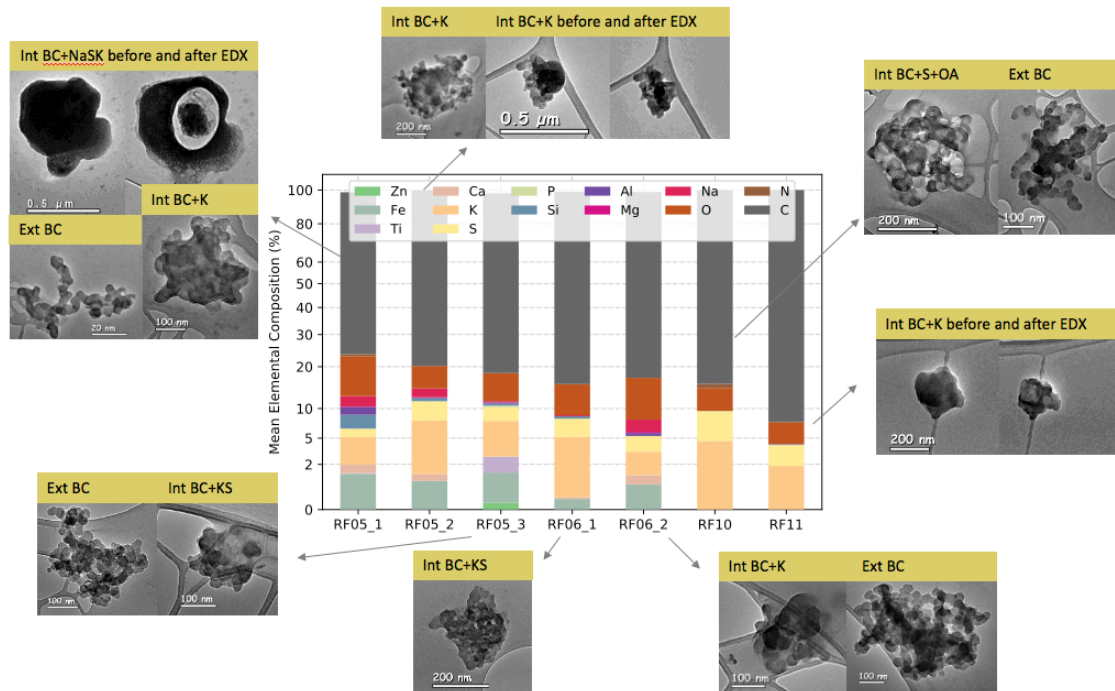 Int BC+K
Int BC+K before and after EDX
200 nm
0.5 µm
Int BC+NaSK before and after EDX
0.5 µm
Ext BC
Int BC+K
20 nm
100 nm
Int BC+S+OA
Ext BC
200 nm
100 nm
Zn
Ca
P
Al
Na
N
Fe
K
Si
Mg
O
C
Ti
S
Mean Elemental Composition (%)
100
80
60
50
40
30
20
10
5
2
0
RF05_1
RF05_2
RF05_3
RF06_1
RF06_2
RF10
RF11
Int BC+K before and after EDX
200 nm
Ext BC
Int BC+KS
100 nm
100 nm
Int BC+KS
200 nm
Int BC+K
Ext BC
100 nm
100 nm